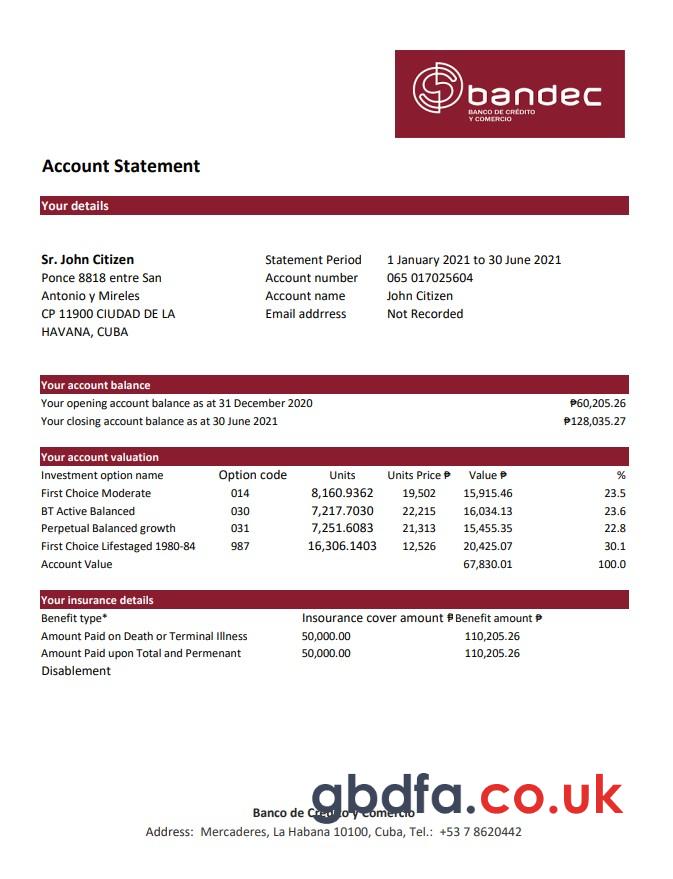 bandec
BANCO DE CRÉDITO
Y COMERCIO
Account Statement
Your details
Sr. John Citizen Statement Period 1 January 2021 to 30 June 2021
Ponce 8818 entre San Account number 065 017025604
Antonio y Mireles Account name John Citizen
CP 11900 CIUDAD DE LA Email addrress Not Recorded
HAVANA, CUBA
Your account balance
Your opening account balance as at 31 December 2020 ₱60,205.26
Your closing account balance as at 30 June 2021 ₱128,035.27
Your account valuation
Investment option name Option code Units Units Price ₱ Value ₱ %
First Choice Moderate 014 8,160.9362 19,502 15,915.46 23.5
BT Active Balanced 030 7,217.7030 22,215 16,034.13 23.6
Perpetual Balanced growth 031 7,251.6083 21,313 15,455.35 22.8
First Choice Lifestaged 1980-84 987 16,306.1403 12,526 20,425.07 30.1
Account Value 67,830.01 100.0
Your insurance details
Benefit type* Insourance cover amount ₱ Benefit amount ₱
Amount Paid on Death or Terminal Illness 50,000.00 110,205.26
Amount Paid upon Total and Permenant 50,000.00 110,205.26
Disablement
gbdfa.co.uk
Banco de Crédito y Comercio
Address: Mercaderes, La Habana 10100, Cuba, Tel.: +53 7 8620442